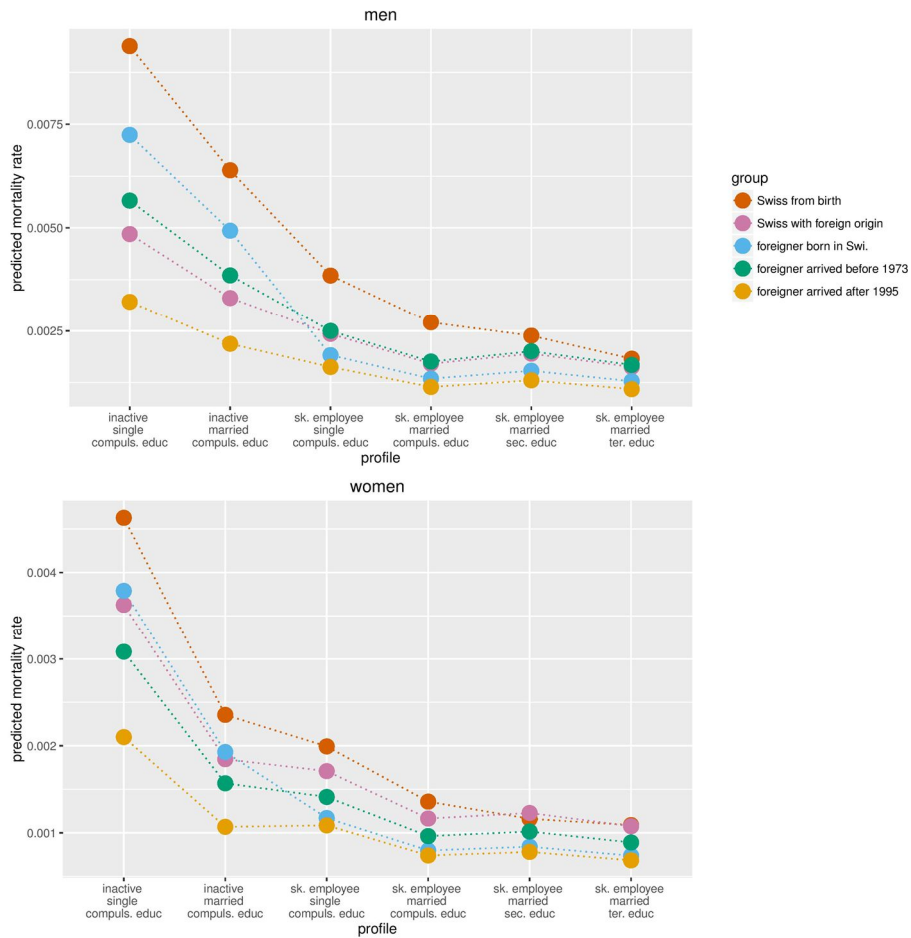 men
predicted mortality rate
0.0075
0.0050
0.0025
inactive
single
compuls. educ
inactive
married
compuls. educ
sk. employee
single
compuls. educ
sk. employee
married
compuls. educ
sk. employee
married
sec. educ
sk. employee
married
ter. educ
profile
group
Swiss from birth
Swiss with foreign origin
foreigner born in Swi.
foreigner arrived before 1973
foreigner arrived after 1995
women
predicted mortality rate
0.004
0.003
0.002
0.001
inactive
single
compuls. educ
inactive
married
compuls. educ
sk. employee
single
compuls. educ
sk. employee
married
compuls. educ
sk. employee
married
sec. educ
sk. employee
married
ter. educ
profile